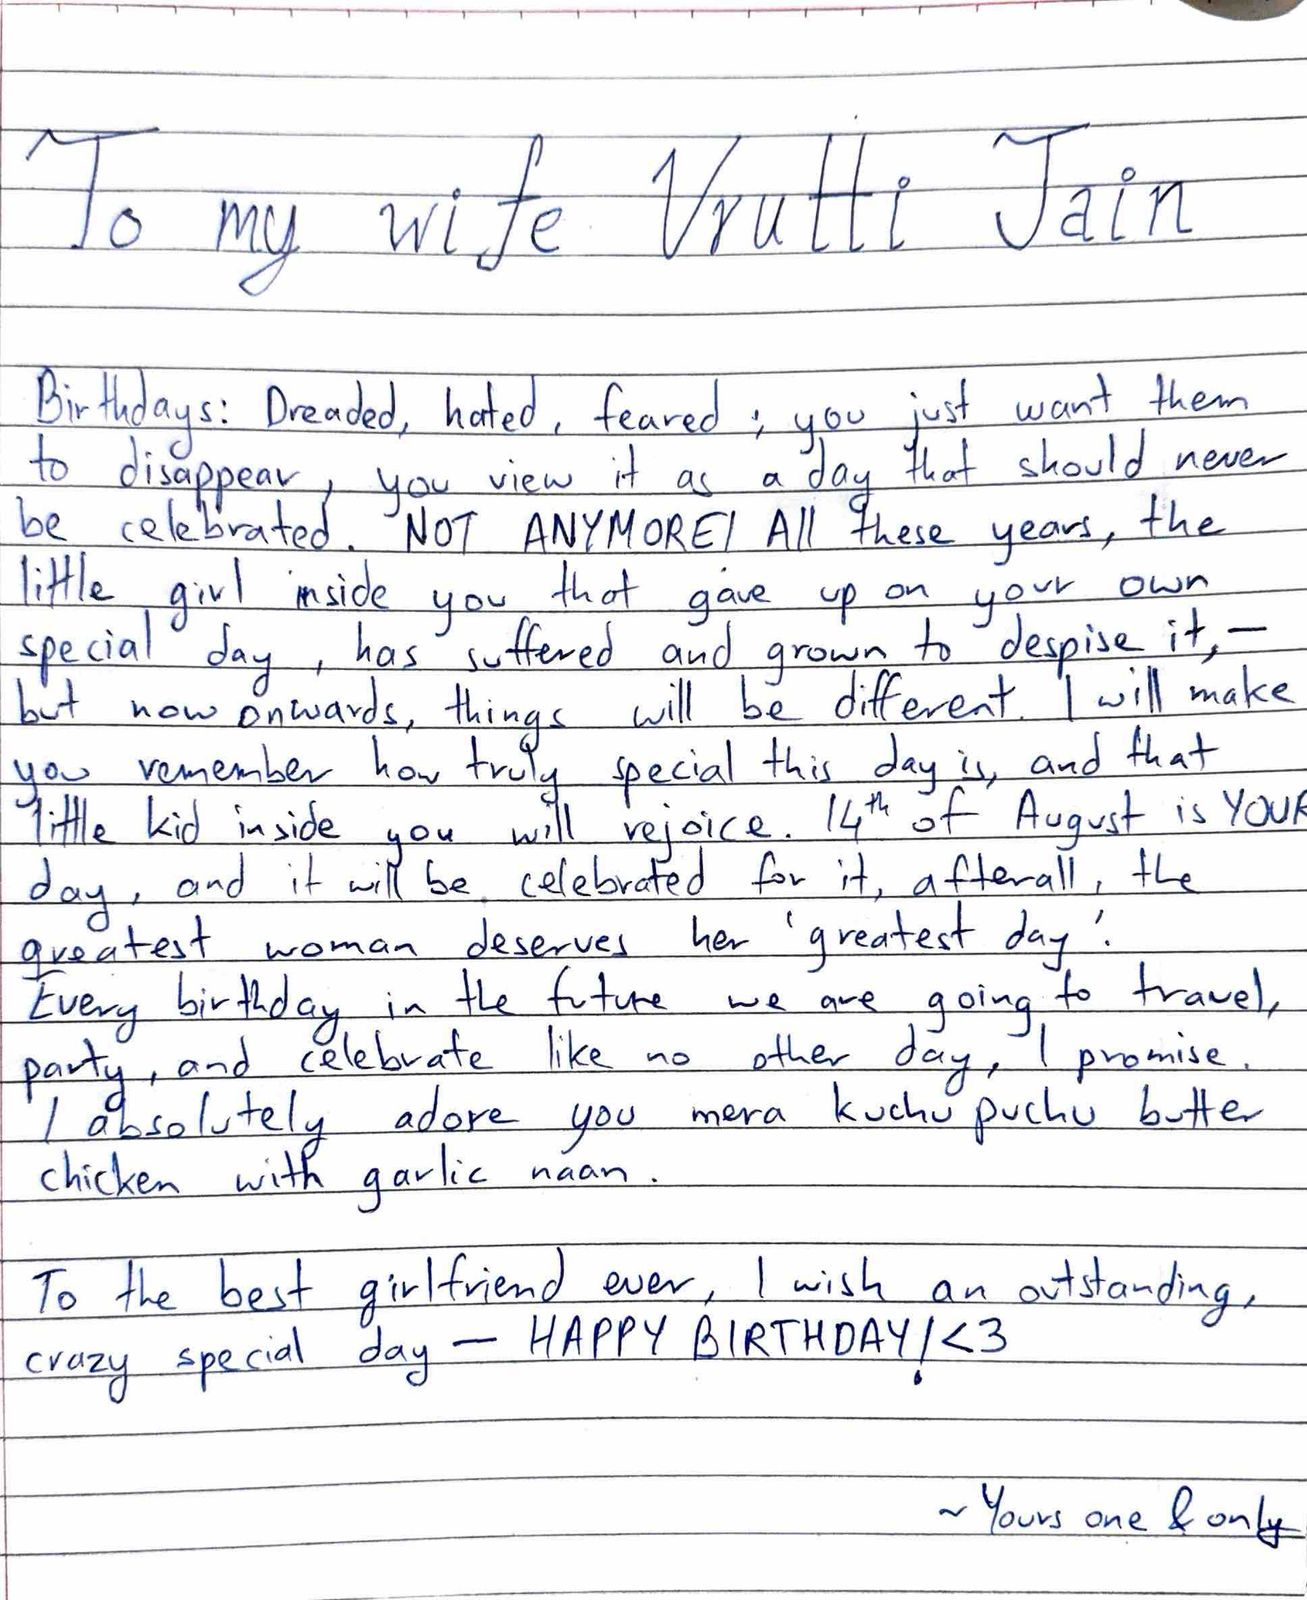 To my wife Vrutti Jain
Birthdays: Dreaded, hated, feared; you just want them
to disappear, you view it as a day that should never
be celebrated. NOT ANYMORE! All these years, the
little girl inside you that gave up on your own
special day, has suffered and grown to despise it,—
but now onwards, things will be different. I will make
you remember how truly special this day is, and that
little kid inside you will rejoice. 14th of August is YOUR
day, and it will be celebrated for it, afterall, the
greatest woman deserves her 'greatest day'.
Every birthday in the future we are going to travel,
party, and celebrate like no other day, I promise.
I absolutely adore you mera kuchu puchu butter
chicken with garlic naan.
To the best girlfriend ever, I wish an outstanding,
crazy special day — HAPPY BIRTHDAY! <3
~ Yours one & only